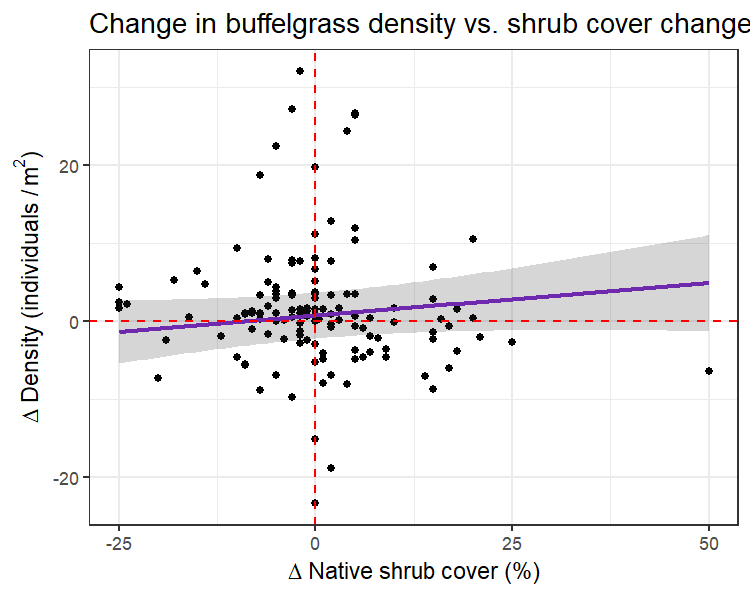 Change in buffelgrass density vs. shrub cover change
Δ Density (individuals / m²)
20
0
-20
-25
0
25
50
Δ Native shrub cover (%)